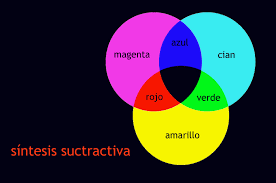 azul
magenta
cian
rojo
verde
amarillo
síntesis suctractiva